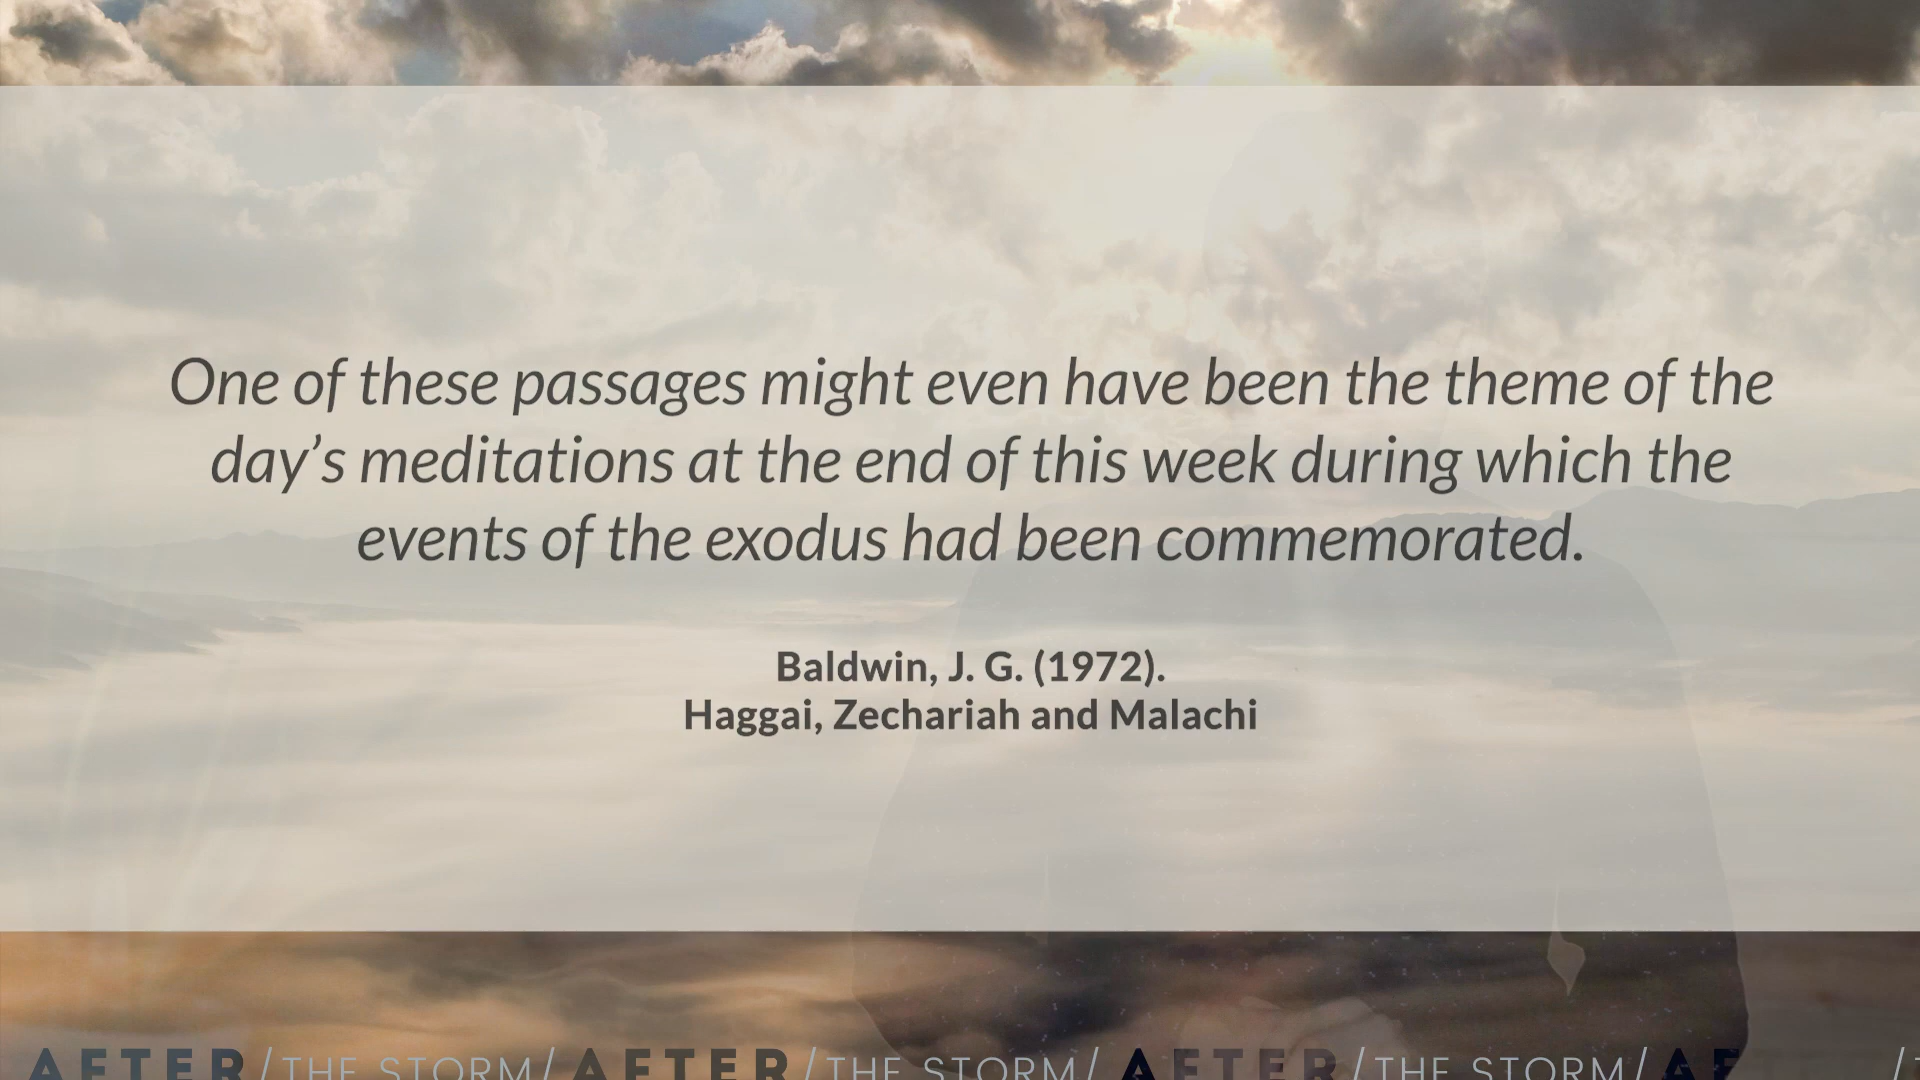 One of these passages might even have been the theme of the
day’s meditations at the end of this week during which the
events of the exodus had been commemorated.
Baldwin, J. G. (1972).
Haggai, Zechariah and Malachi
AFTER/THE STORM/AFTER/THE STORM/AFTER/THE STORM/